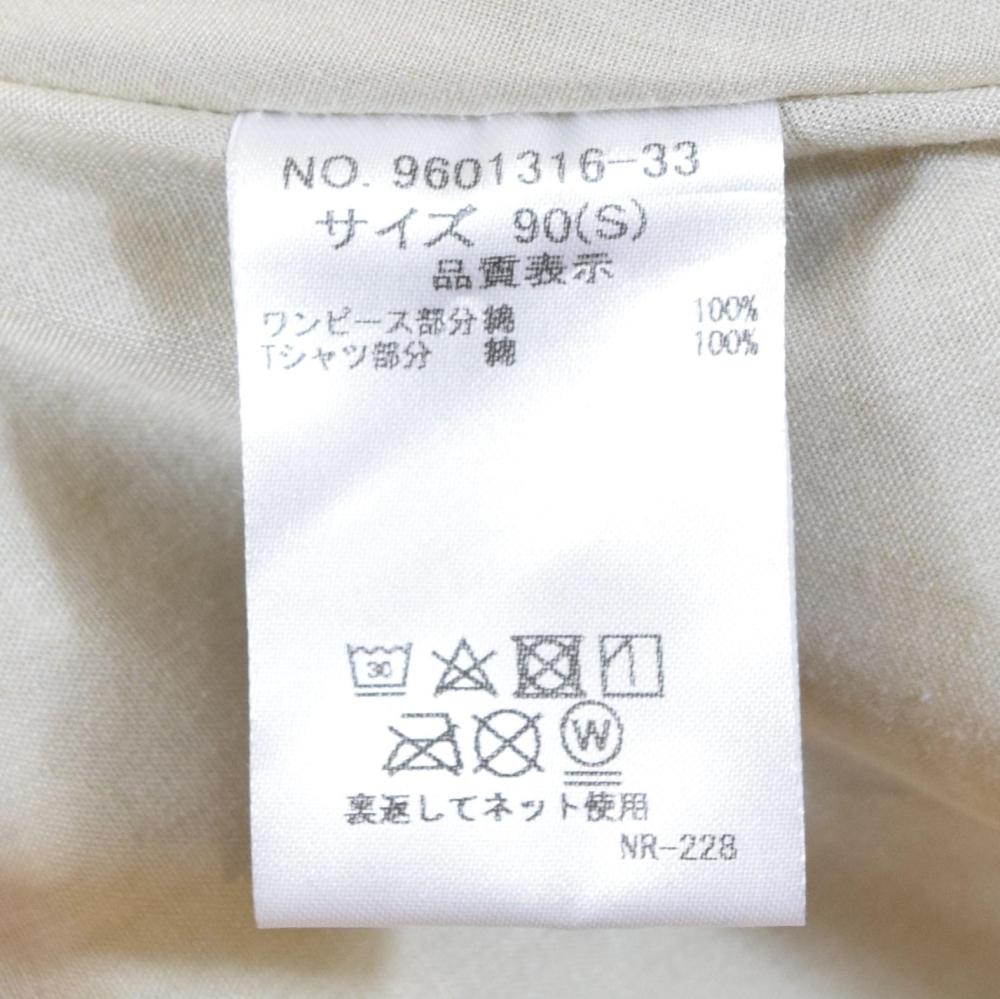 NO. 9601316-33
サイズ 90(S)
品質表示
ワンピース部分 綿 100%
Tシャツ部分 綿 100%
30
W
裏返してネット使用
NR-228